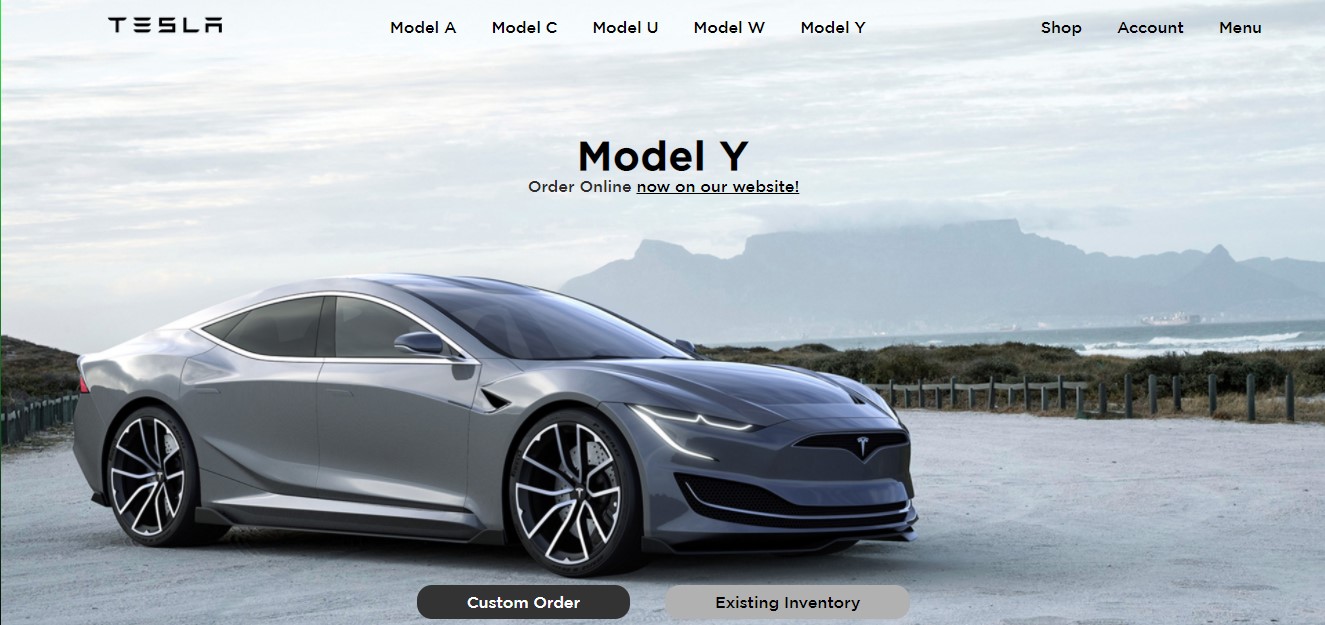 TESLA
Model A Model C Model U Model W Model Y
Shop Account Menu
Model Y
Order Online now on our website!
Custom Order
Existing Inventory